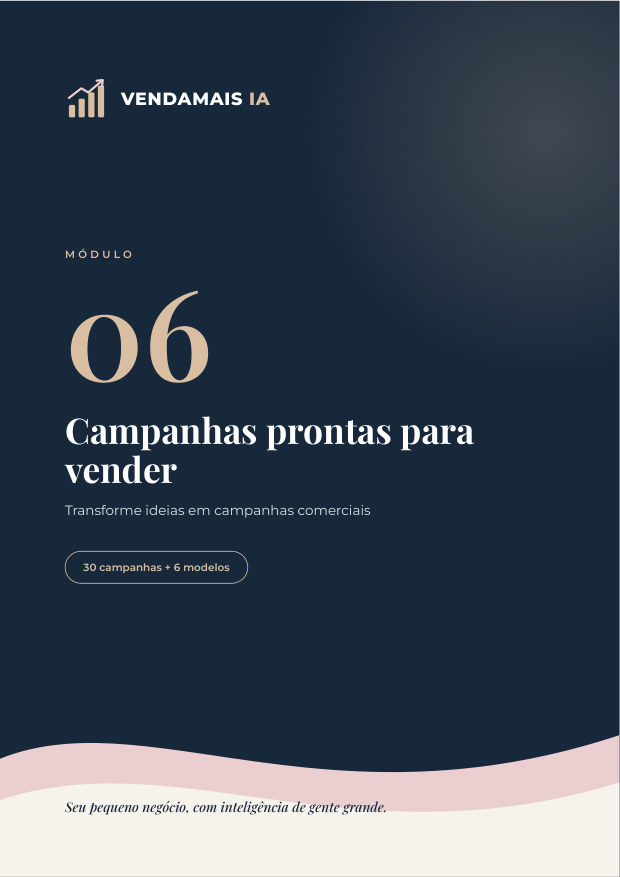 VENDAMAIS IA
MÓDULO
06
Campanhas prontas para
vender
Transforme ideias em campanhas comerciais
30 campanhas + 6 modelos
Seu pequeno negócio, com inteligência de gente grande.